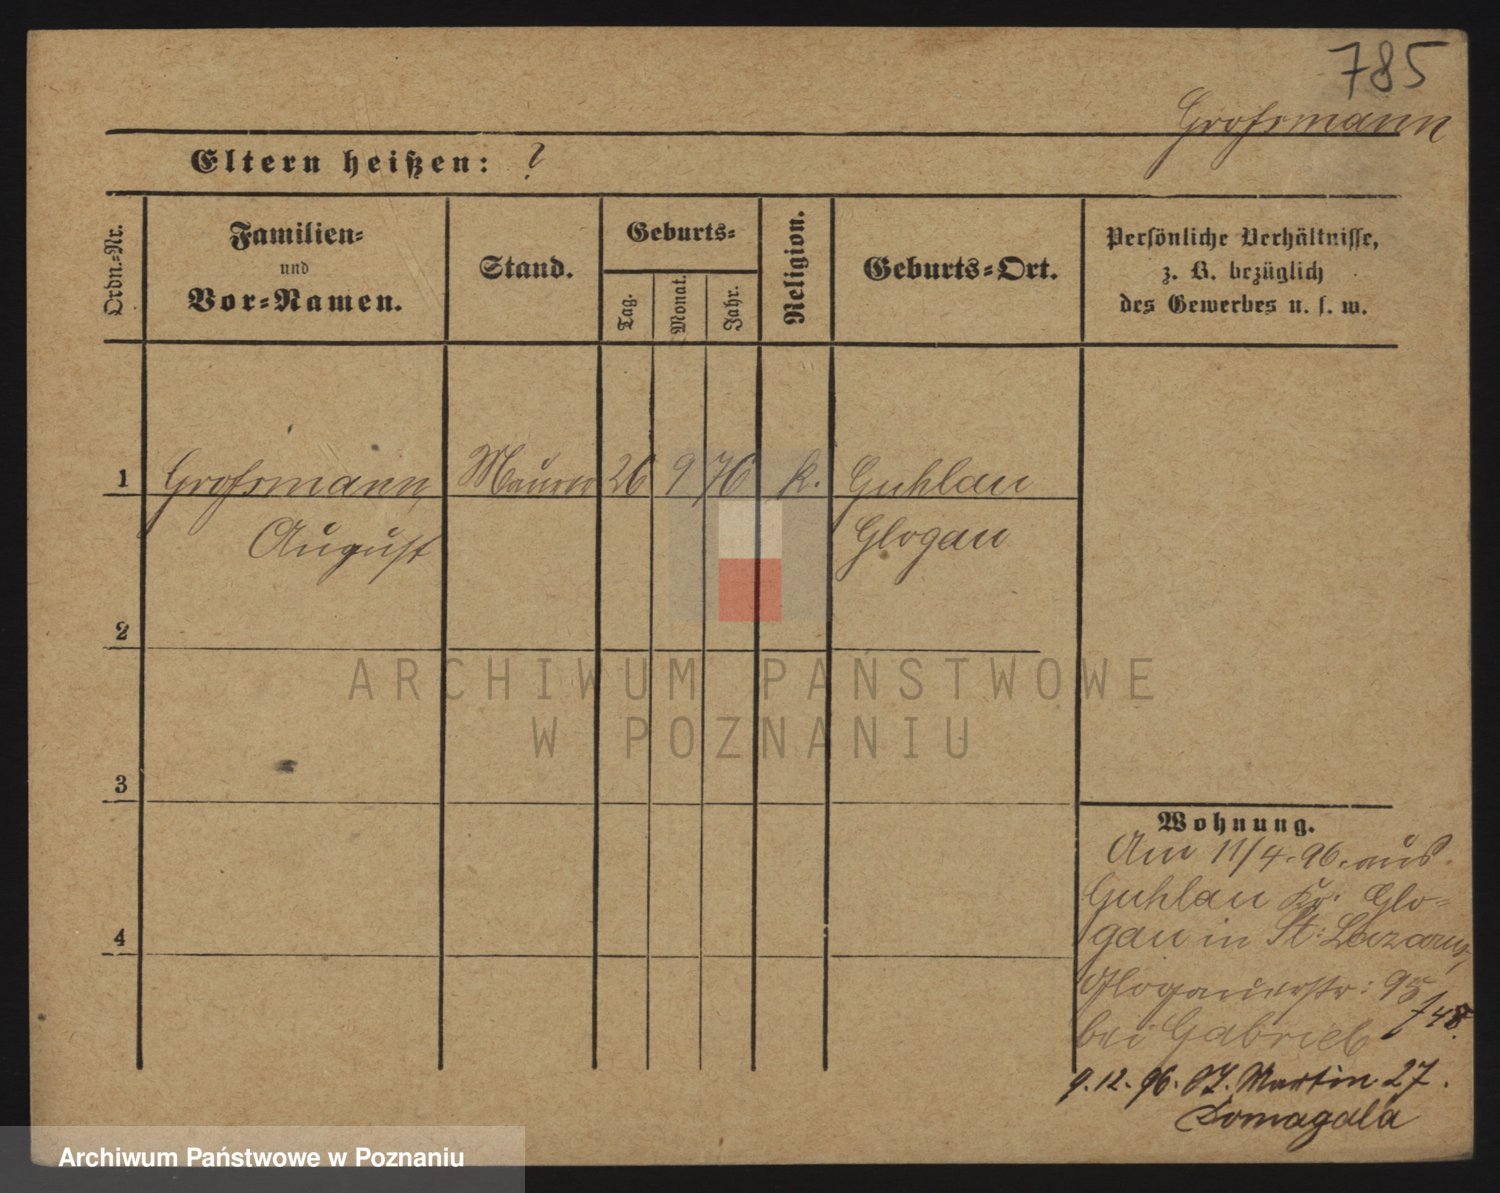 785
Grossmann
Eltern heißen: ?
Ordn.=Nr.
Familien=
und
Vor=Namen.
Stand.
Geburts=
Tag.
Monat.
Jahr.
Religion.
Geburts=Ort.
Persönliche Verhältnisse,
z. B. bezüglich
des Gewerbes u. s. w.
1 Grossmann Maurer 26 9 76 k. Guhlau
August Glogau
2
ARCHIWUM PAŃSTWOWE
W POZNANIU
3
Wohnung.
Am 11/4. 96. aus
Guhlau Kr. Glo=
4
gau in St: Lazarus,
Glogauerstr: 95
748.
bei Gabriel
9. 12. 96. St. Martin 27.
Domagala
Archiwum Państwowe w Poznaniu